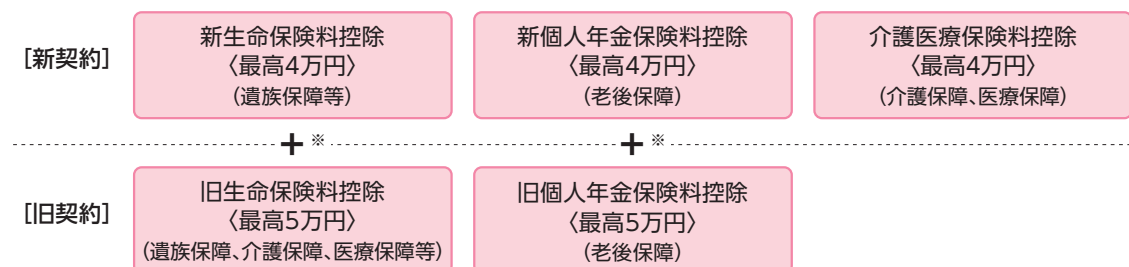 [新契約]
新生命保険料控除
〈最高4万円〉
(遺族保障等)
新個人年金保険料控除
〈最高4万円〉
(老後保障)
介護医療保険料控除
〈最高4万円〉
(介護保障、医療保障)
+※
+※
[旧契約]
旧生命保険料控除
〈最高5万円〉
(遺族保障、介護保障、医療保障等)
旧個人年金保険料控除
〈最高5万円〉
(老後保障)